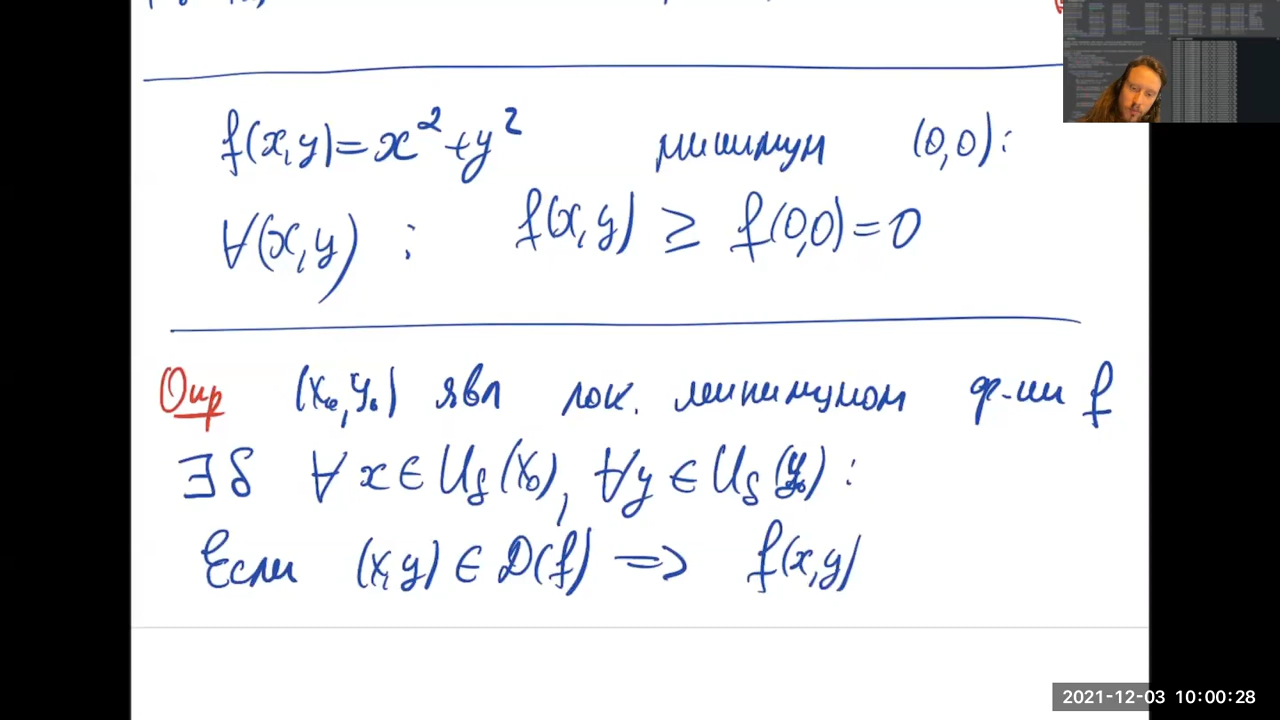 f(x,y)=x²+y² минимум (0,0):
∀(x,y) : f(x,y) ≥ f(0,0)=0
Опр (x₀,y₀) явл лок. минимумом ф-ии f
∃δ ∀x∈U_δ(x₀), ∀y∈U_δ(y₀):
Если (x,y)∈D(f) => f(x,y)
2021-12-03 10:00:28